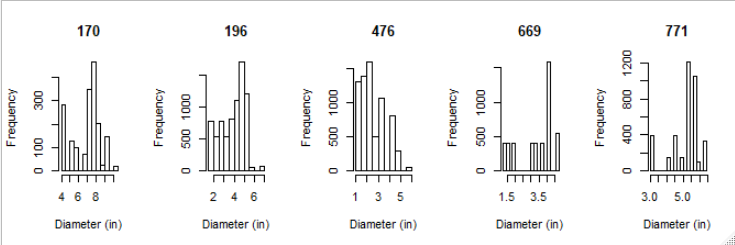 170
Frequency
0 100 300
4 6 8
Diameter (in)
196
Frequency
0 500 1000
2 4 6
Diameter (in)
476
Frequency
0 500 1000
1 3 5
Diameter (in)
669
Frequency
0 500 1000
1.5 3.5
Diameter (in)
771
Frequency
0 400 800 1200
3.0 5.0
Diameter (in)